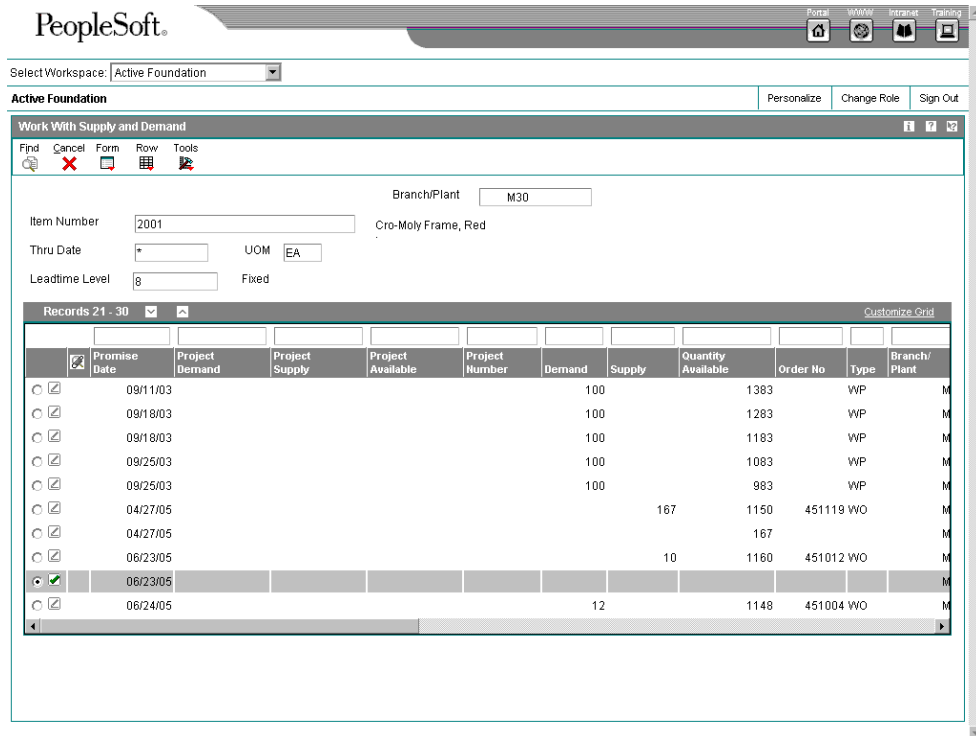 PeopleSoft.
Portal WWW Intranet Training
Select Workspace: Active Foundation
Active Foundation Personalize Change Role Sign Out
Work With Supply and Demand
Find Cancel Form Row Tools
Branch/Plant M30
Item Number 2001 Cro-Moly Frame, Red
Thru Date * UOM EA
Leadtime Level 8 Fixed
Records 21 - 30 Customize Grid
Promise Date Project Demand Project Supply Project Available Project Number Demand Supply Quantity Available Order No Type Branch/ Plant
09/11/03 100 1383 WP M
09/18/03 100 1283 WP M
09/18/03 100 1183 WP M
09/25/03 100 1083 WP M
09/25/03 100 983 WP M
04/27/05 167 1150 451119 WO M
04/27/05 167 M
06/23/05 10 1160 451012 WO M
06/23/05 M
06/24/05 12 1148 451004 WO M